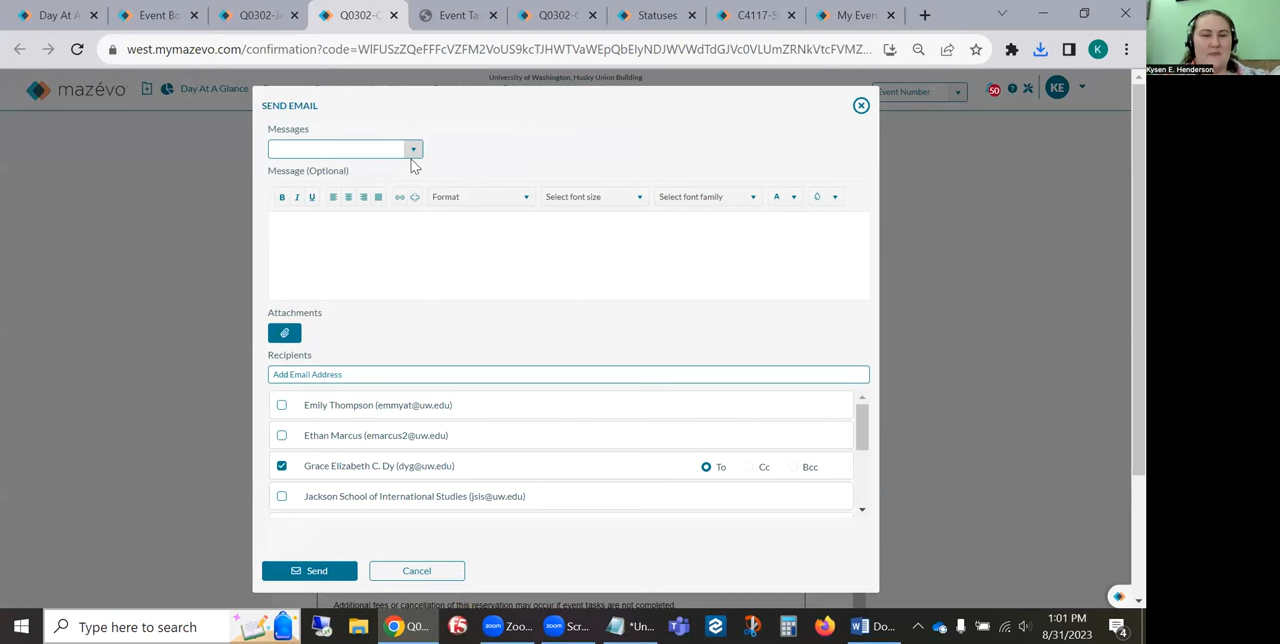 Day At A
Event Bo
Q0302-J
Q0302-C
Event Ta
Q0302-C
Statuses
C4117-S
My Even
west.mymazevo.com/confirmation?code=
K
Kysen E. Henderson
University of Washington, Husky Union Building
mazévo
Day At A Glance
Event Number
50
KE
SEND EMAIL
Messages
Message (Optional)
B I U
Format
Select font size
Select font family
A
Attachments
Recipients
Add Email Address
Emily Thompson (emmyat@uw.edu)
Ethan Marcus (emarcus2@uw.edu)
Grace Elizabeth C. Dy (dyg@uw.edu) To Cc Bcc
Jackson School of International Studies (jsis@uw.edu)
Send
Cancel
Additional fees or cancellation of this reservation may occur if event tasks are not completed.
Type here to search
Q0...
zoom Zoo...
zoom Scr...
*Un...
Do...
1:01 PM
8/31/2023
4